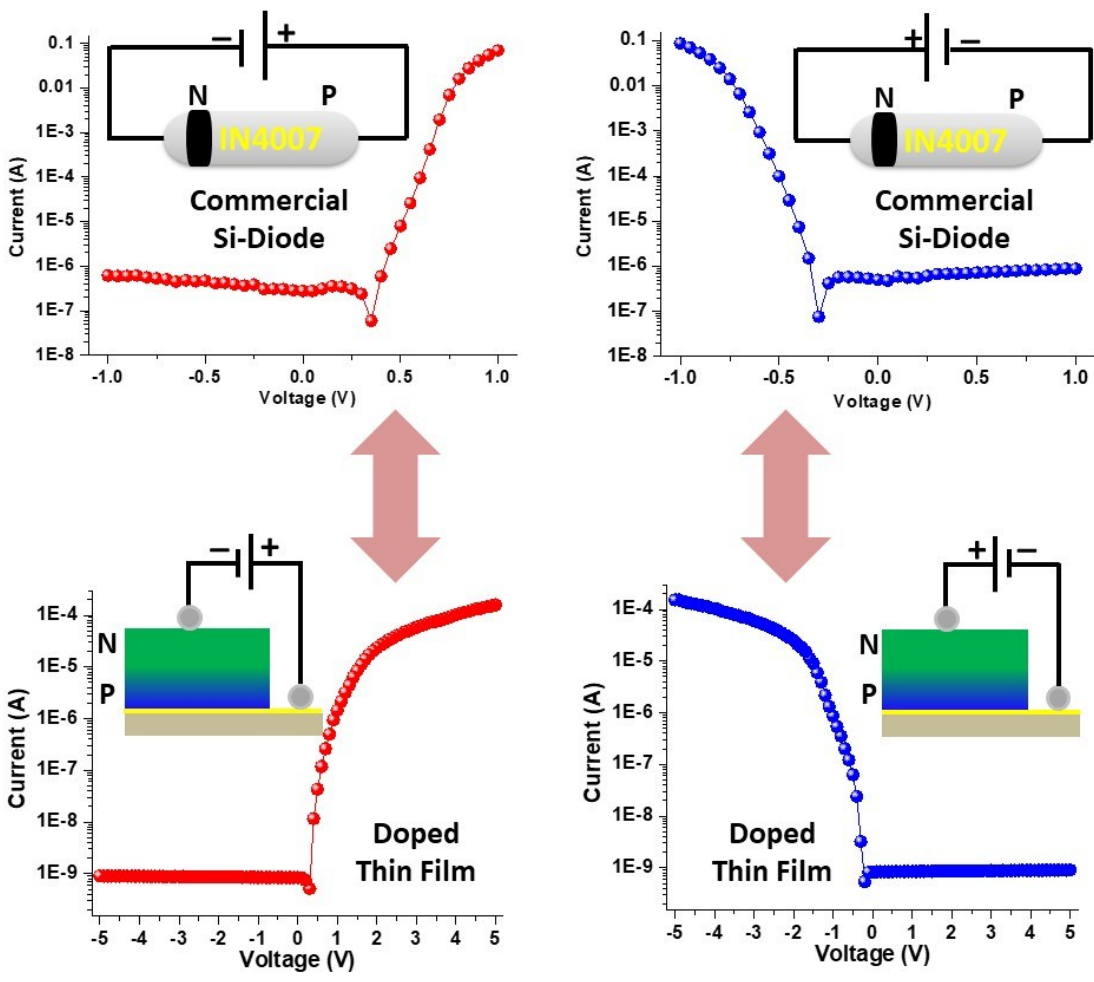 − +
N P
IN4007
Commercial
Si-Diode
0.1
0.01
1E-3
1E-4
1E-5
1E-6
1E-7
1E-8
Current (A)
-1.0 -0.5 0.0 0.5 1.0
Voltage (V)
+ −
N P
IN4007
Commercial
Si-Diode
0.1
0.01
1E-3
1E-4
1E-5
1E-6
1E-7
1E-8
Current (A)
-1.0 -0.5 0.0 0.5 1.0
Voltage (V)
− +
N
P
Doped
Thin Film
1E-4
1E-5
1E-6
1E-7
1E-8
1E-9
Current (A)
-5 -4 -3 -2 -1 0 1 2 3 4 5
Voltage (V)
+ −
N
P
Doped
Thin Film
1E-4
1E-5
1E-6
1E-7
1E-8
1E-9
Current (A)
-5 -4 -3 -2 -1 0 1 2 3 4 5
Voltage (V)